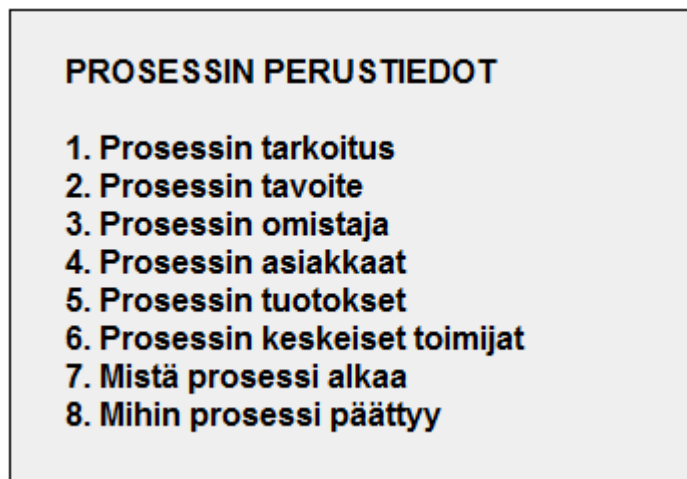 PROSESSIN PERUSTIEDOT
1. Prosessin tarkoitus
2. Prosessin tavoite
3. Prosessin omistaja
4. Prosessin asiakkaat
5. Prosessin tuotokset
6. Prosessin keskeiset toimijat
7. Mistä prosessi alkaa
8. Mihin prosessi päättyy